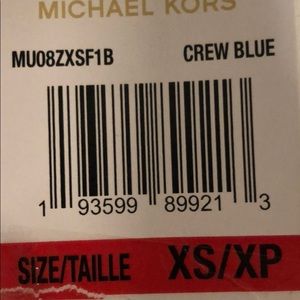 MICHAEL KORS
MU08ZXSF1B CREW BLUE
1 93599 89921 3
SIZE/TAILLE XS/XP